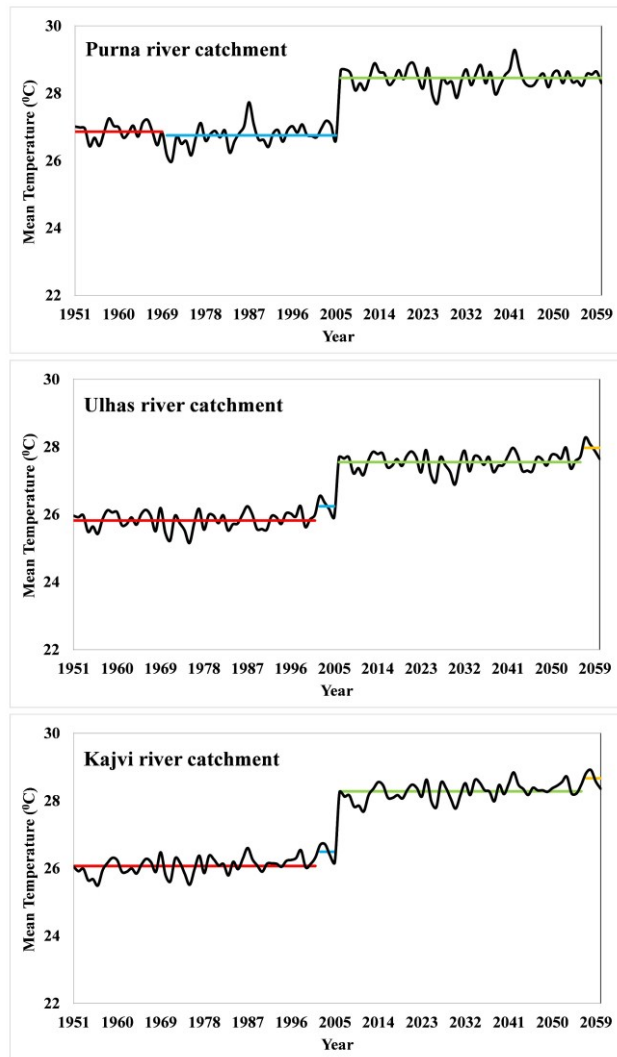 Purna river catchment
Mean Temperature (⁰C)
30
28
26
24
22
1951 1960 1969 1978 1987 1996 2005 2014 2023 2032 2041 2050 2059
Year
Ulhas river catchment
Mean Temperature (⁰C)
30
28
26
24
22
1951 1960 1969 1978 1987 1996 2005 2014 2023 2032 2041 2050 2059
Year
Kajvi river catchment
Mean Temperature (⁰C)
30
28
26
24
22
1951 1960 1969 1978 1987 1996 2005 2014 2023 2032 2041 2050 2059
Year